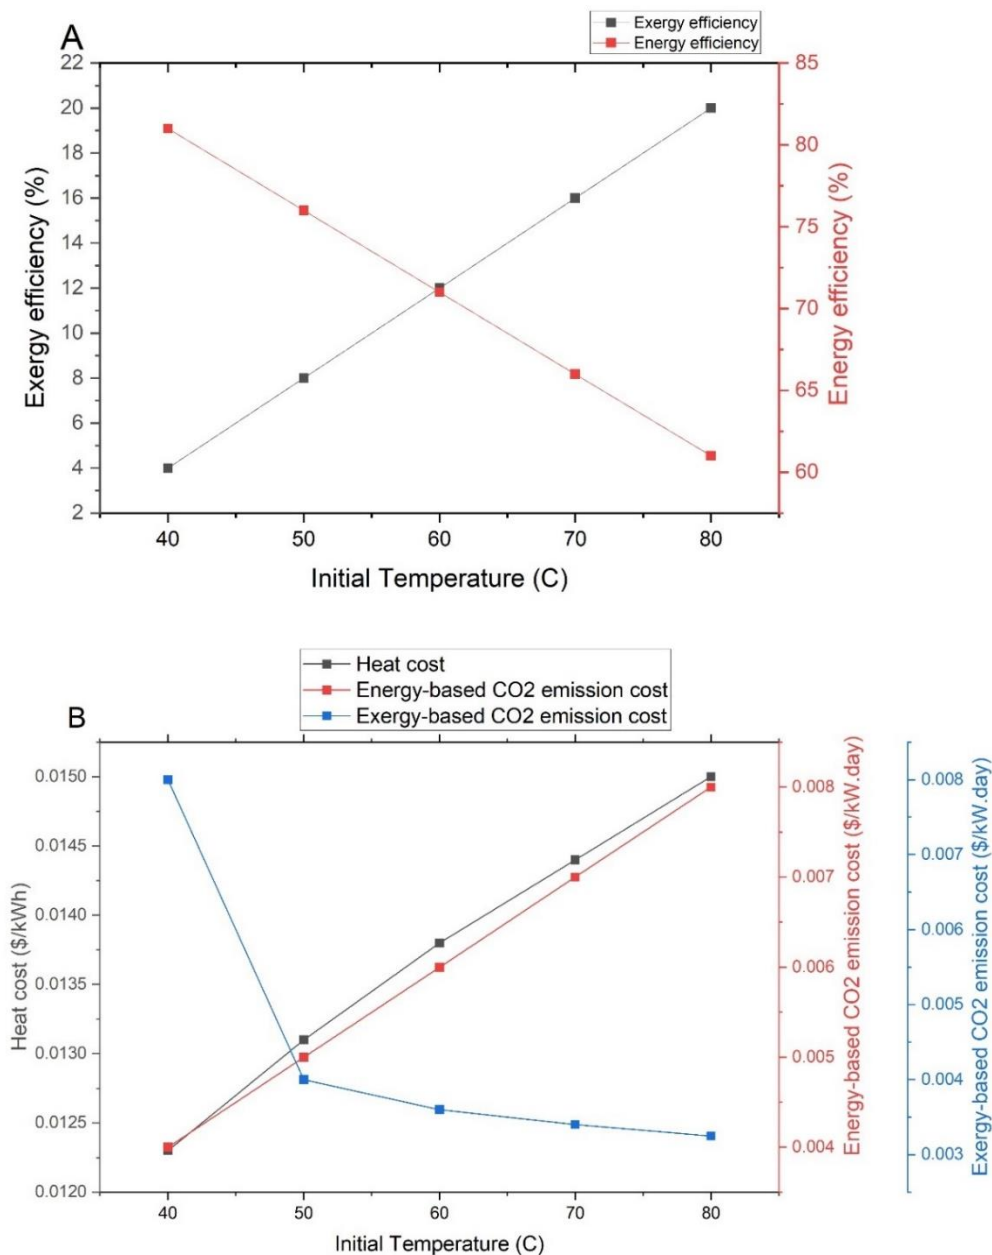 A
Exergy efficiency
Energy efficiency
22
20
18
16
14
12
10
8
6
4
2
Exergy efficiency (%)
85
80
75
70
65
60
Energy efficiency (%)
40 50 60 70 80
Initial Temperature (C)
Heat cost
Energy-based CO2 emission cost
Exergy-based CO2 emission cost
B
0.0150
0.0145
0.0140
0.0135
0.0130
0.0125
0.0120
Heat cost ($/kWh)
0.008
0.007
0.006
0.005
0.004
Energy-based CO2 emission cost ($/kW.day)
0.008
0.007
0.006
0.005
0.004
0.003
Exergy-based CO2 emission cost ($/kW.day)
40 50 60 70 80
Initial Temperature (C)